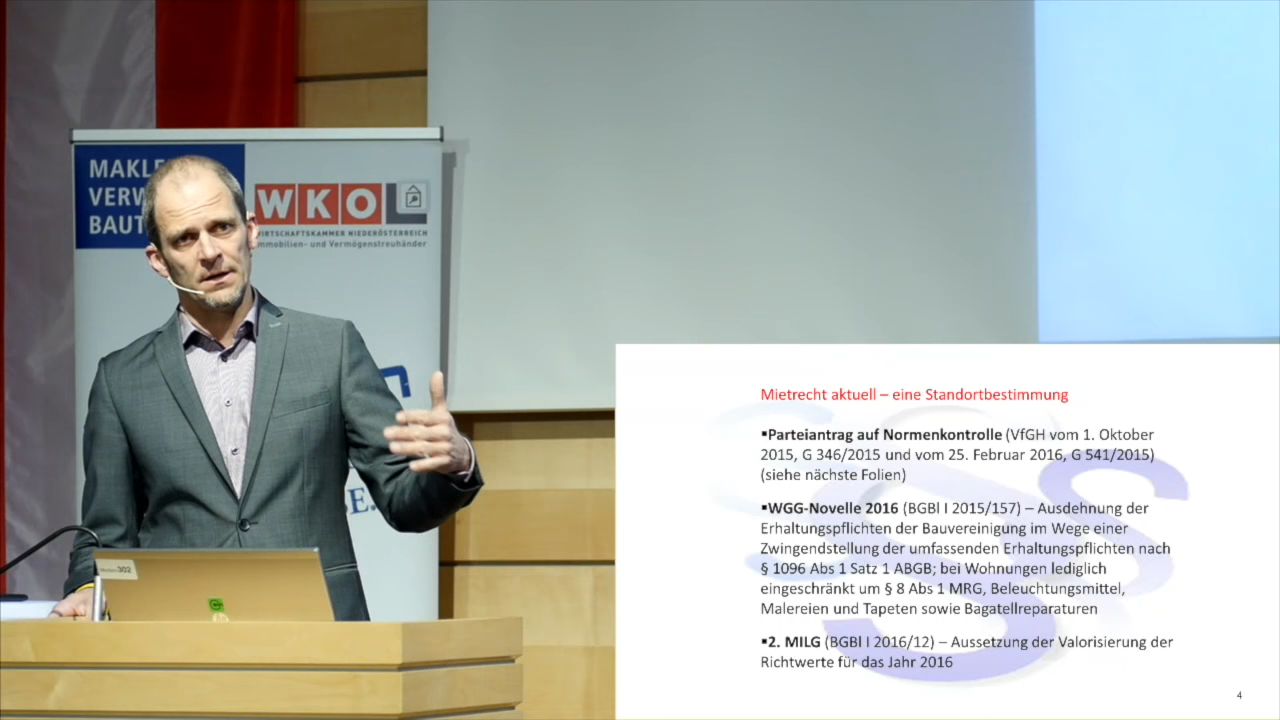 MAKLE
VERW
BAUT
WKO
WIRTSCHAFTSKAMMER NIEDERÖSTERREICH
Immobilien- und Vermögenstreuhänder
SE.
302
Mietrecht aktuell – eine Standortbestimmung
▪Parteiantrag auf Normenkontrolle (VfGH vom 1. Oktober
2015, G 346/2015 und vom 25. Februar 2016, G 541/2015)
(siehe nächste Folien)
▪WGG-Novelle 2016 (BGBl I 2015/157) – Ausdehnung der
Erhaltungspflichten der Bauvereinigung im Wege einer
Zwingendstellung der umfassenden Erhaltungspflichten nach
§ 1096 Abs 1 Satz 1 ABGB; bei Wohnungen lediglich
eingeschränkt um § 8 Abs 1 MRG, Beleuchtungsmittel,
Malereien und Tapeten sowie Bagatellreparaturen
▪2. MILG (BGBl I 2016/12) – Aussetzung der Valorisierung der
Richtwerte für das Jahr 2016
4